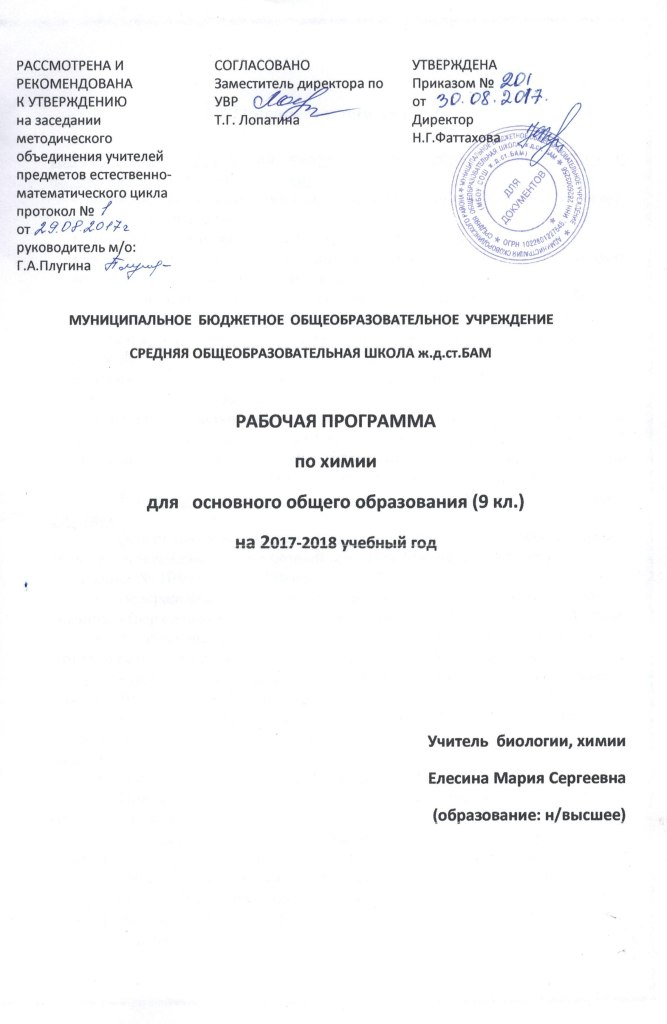 РАССМОТРЕНА И
РЕКОМЕНДОВАНА
К УТВЕРЖДЕНИЮ
на заседании
методического
объединения учителей
предметов естественно-
математического цикла
протокол № 1
от 29.08.2017г
руководитель м/о:
Г.А.Плугина
СОГЛАСОВАНО
Заместитель директора по
УВР
Т.Г. Лопатина
УТВЕРЖДЕНА
Приказом № 201
от 30.08.2017.
Директор
Н.Г.Фаттахова
ДЛЯ
ДОКУМЕНТОВ
МУНИЦИПАЛЬНОЕ БЮДЖЕТНОЕ ОБЩЕОБРАЗОВАТЕЛЬНОЕ УЧРЕЖДЕНИЕ
СРЕДНЯЯ ОБЩЕОБРАЗОВАТЕЛЬНАЯ ШКОЛА ж.д.ст.БАМ
РАБОЧАЯ ПРОГРАММА
по химии
для основного общего образования (9 кл.)
на 2017-2018 учебный год
Учитель биологии, химии
Елесина Мария Сергеевна
(образование: н/высшее)